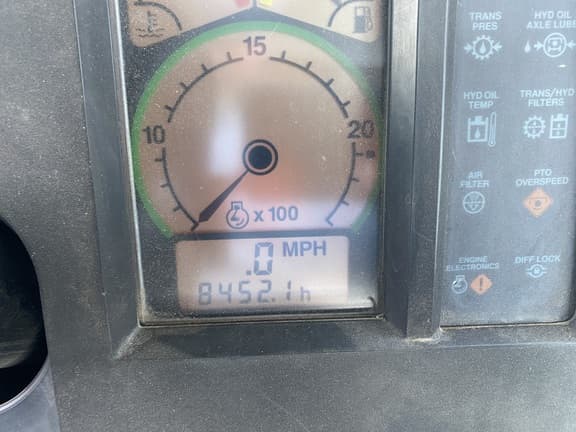 15
10
20
x 100
.0 MPH
8452.1 h
TRANS
PRES
HYD OIL
AXLE LUBE
HYD OIL
TEMP
TRANS/HYD
FILTERS
AIR
FILTER
PTO
OVERSPEED
ENGINE
ELECTRONICS
DIFF LOCK